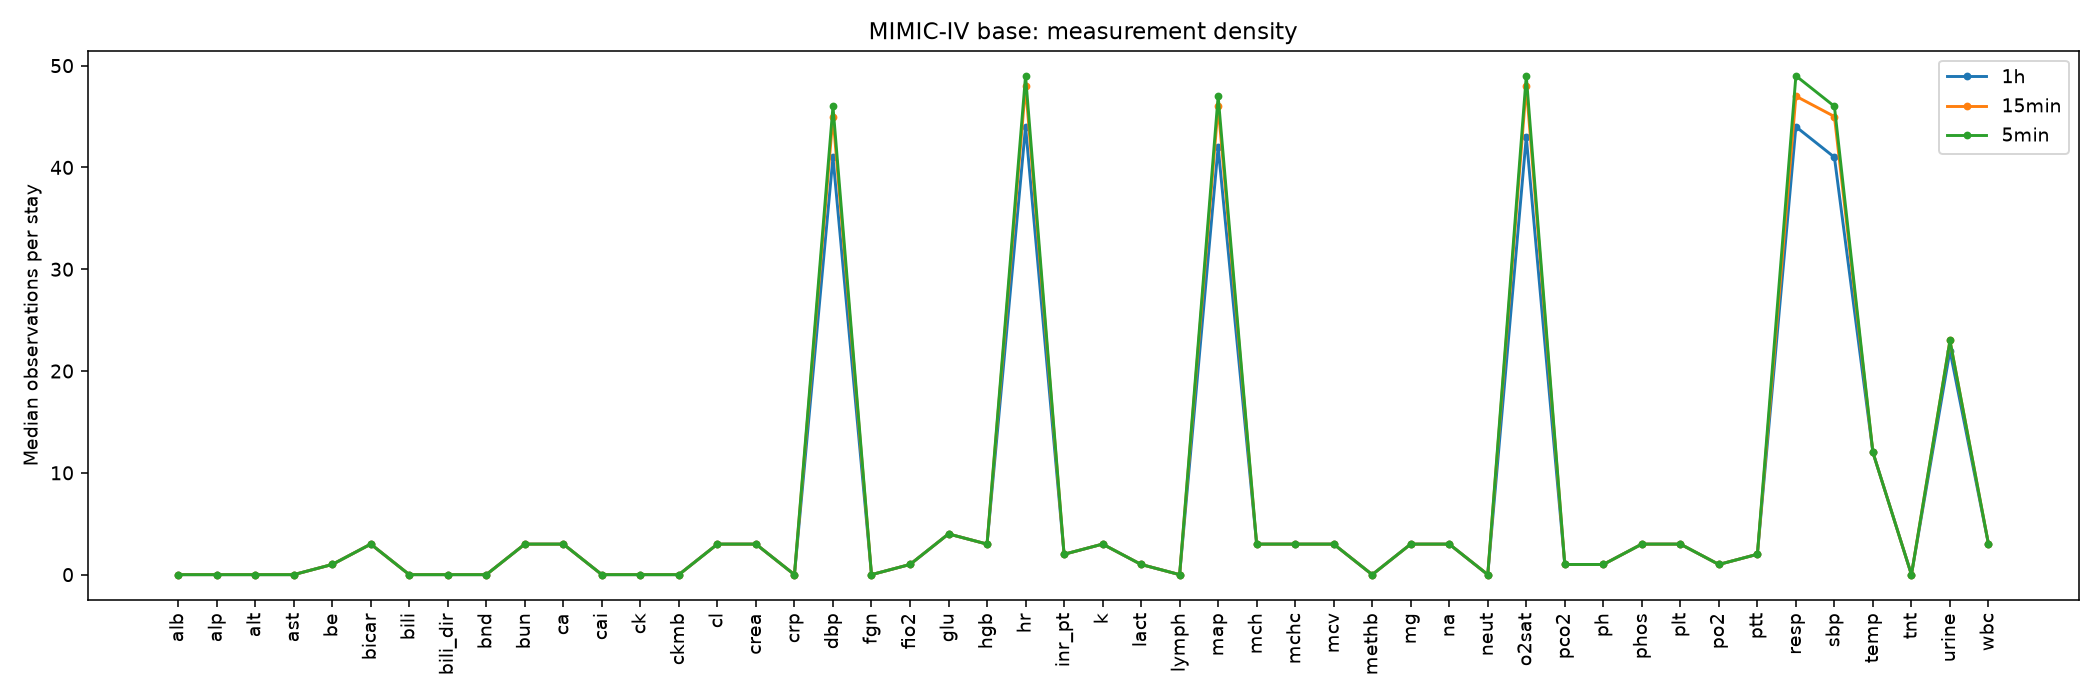 MIMIC-IV base: measurement density
Median observations per stay
50
40
30
20
10
0
1h
15min
5min
alb
alp
alt
ast
be
bicar
bili
bili_dir
bnd
bun
ca
cai
ck
ckmb
cl
crea
crp
dbp
fgn
fio2
glu
hgb
hr
inr_pt
k
lact
lymph
map
mch
mchc
mcv
methb
mg
na
neut
o2sat
pco2
ph
phos
plt
po2
ptt
resp
sbp
temp
tnt
urine
wbc